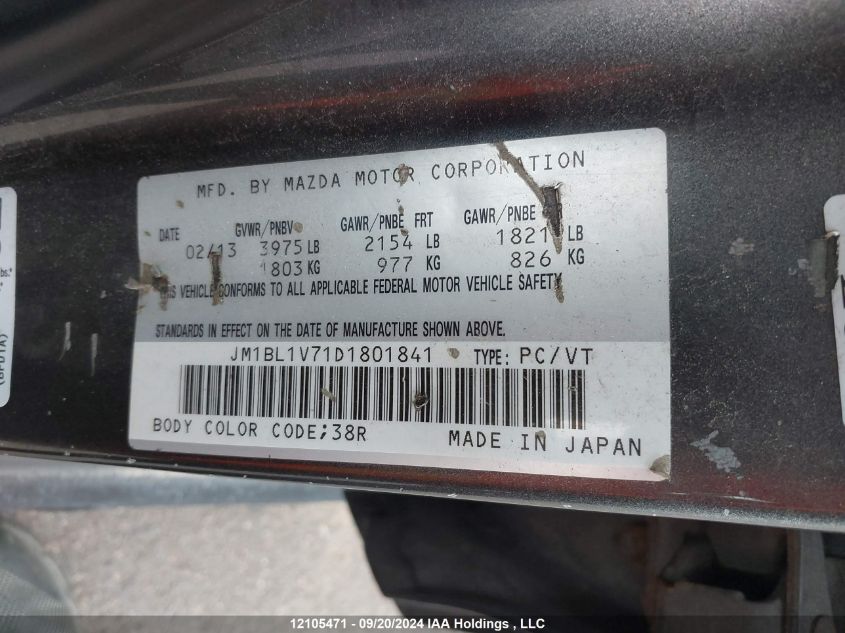 MFD. BY MAZDA MOTOR CORPORATION
DATE GVWR/PNBV GAWR/PNBE FRT GAWR/PNBE
02/13 3975 LB 2154 LB 1821 LB
1803 KG 977 KG 826 KG
THIS VEHICLE CONFORMS TO ALL APPLICABLE FEDERAL MOTOR VEHICLE SAFETY
STANDARDS IN EFFECT ON THE DATE OF MANUFACTURE SHOWN ABOVE.
JM1BL1V71D1801841 TYPE: PC/VT
BODY COLOR CODE;38R MADE IN JAPAN
lbs.*
(BPDTA)
12105471 - 09/20/2024 IAA Holdings , LLC